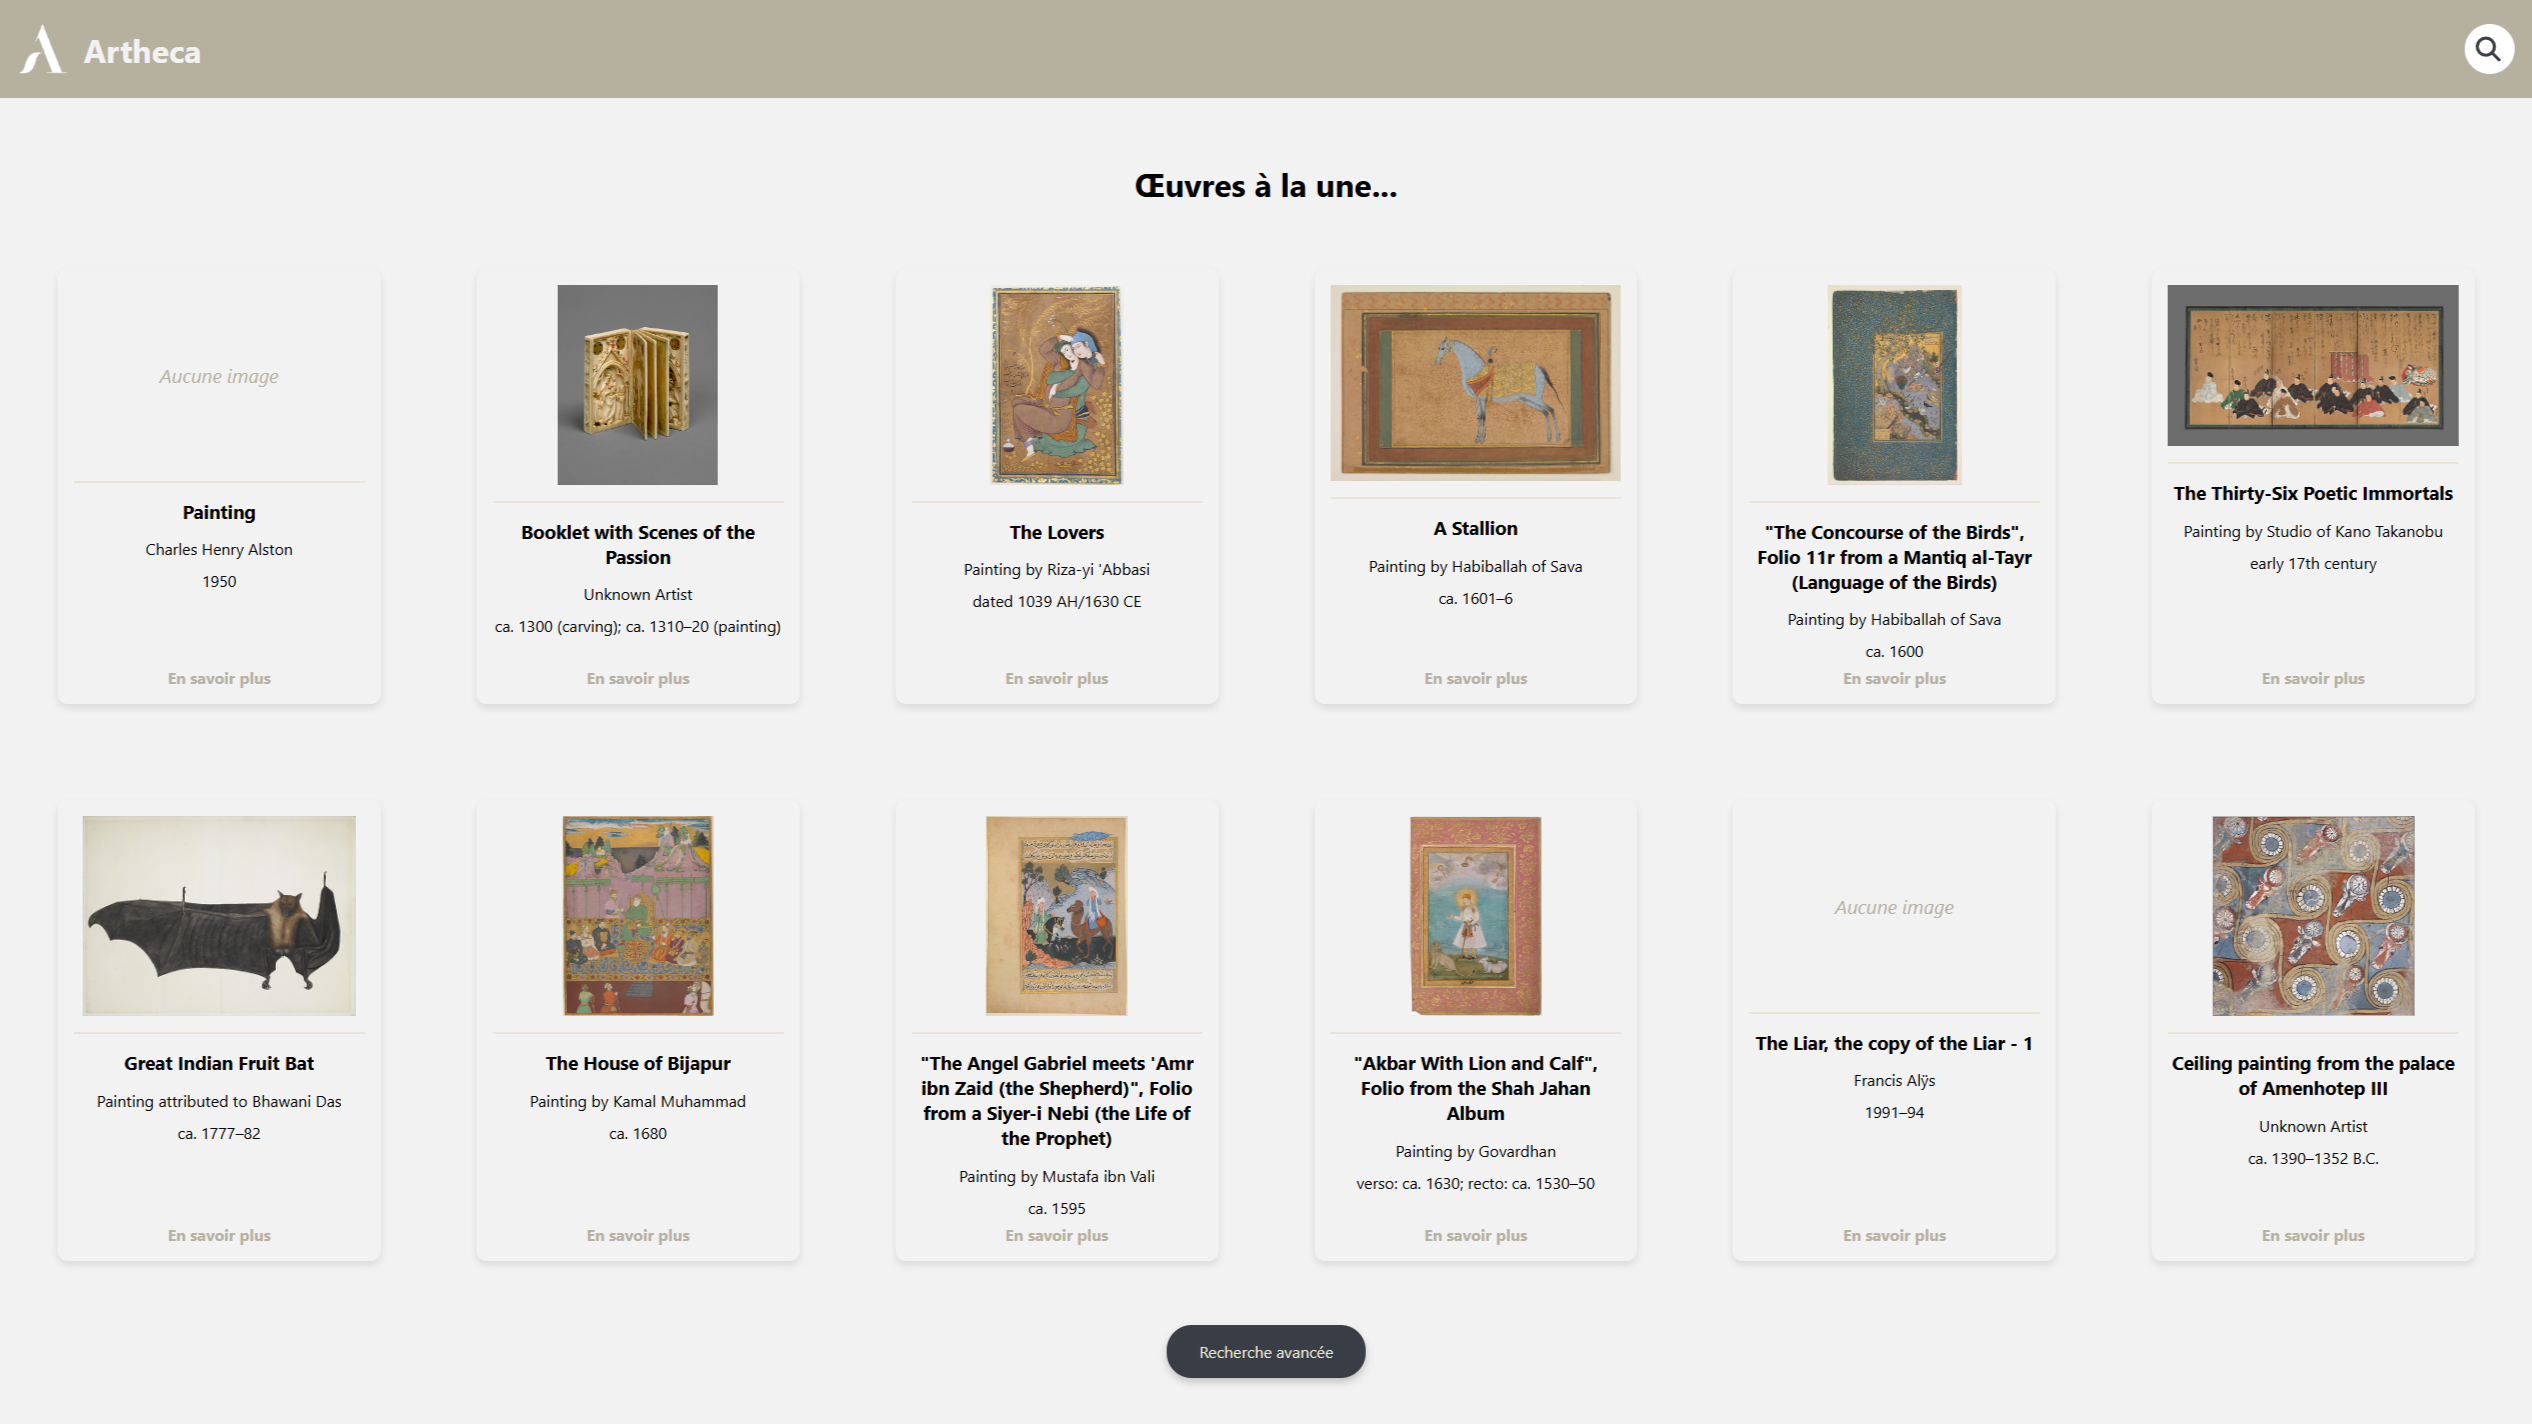 Artheca
Œuvres à la une...
Aucune image
Painting
Charles Henry Alston
1950
En savoir plus
Booklet with Scenes of the
Passion
Unknown Artist
ca. 1300 (carving); ca. 1310–20 (painting)
En savoir plus
The Lovers
Painting by Riza-yi 'Abbasi
dated 1039 AH/1630 CE
En savoir plus
A Stallion
Painting by Habiballah of Sava
ca. 1601–6
En savoir plus
"The Concourse of the Birds",
Folio 11r from a Mantiq al-Tayr
(Language of the Birds)
Painting by Habiballah of Sava
ca. 1600
En savoir plus
The Thirty-Six Poetic Immortals
Painting by Studio of Kano Takanobu
early 17th century
En savoir plus
Great Indian Fruit Bat
Painting attributed to Bhawani Das
ca. 1777–82
En savoir plus
The House of Bijapur
Painting by Kamal Muhammad
ca. 1680
En savoir plus
"The Angel Gabriel meets 'Amr
ibn Zaid (the Shepherd)", Folio
from a Siyer-i Nebi (the Life of
the Prophet)
Painting by Mustafa ibn Vali
ca. 1595
En savoir plus
"Akbar With Lion and Calf",
Folio from the Shah Jahan
Album
Painting by Govardhan
verso: ca. 1630; recto: ca. 1530–50
En savoir plus
Aucune image
The Liar, the copy of the Liar - 1
Francis Alÿs
1991–94
En savoir plus
Ceiling painting from the palace
of Amenhotep III
Unknown Artist
ca. 1390–1352 B.C.
En savoir plus
Recherche avancée